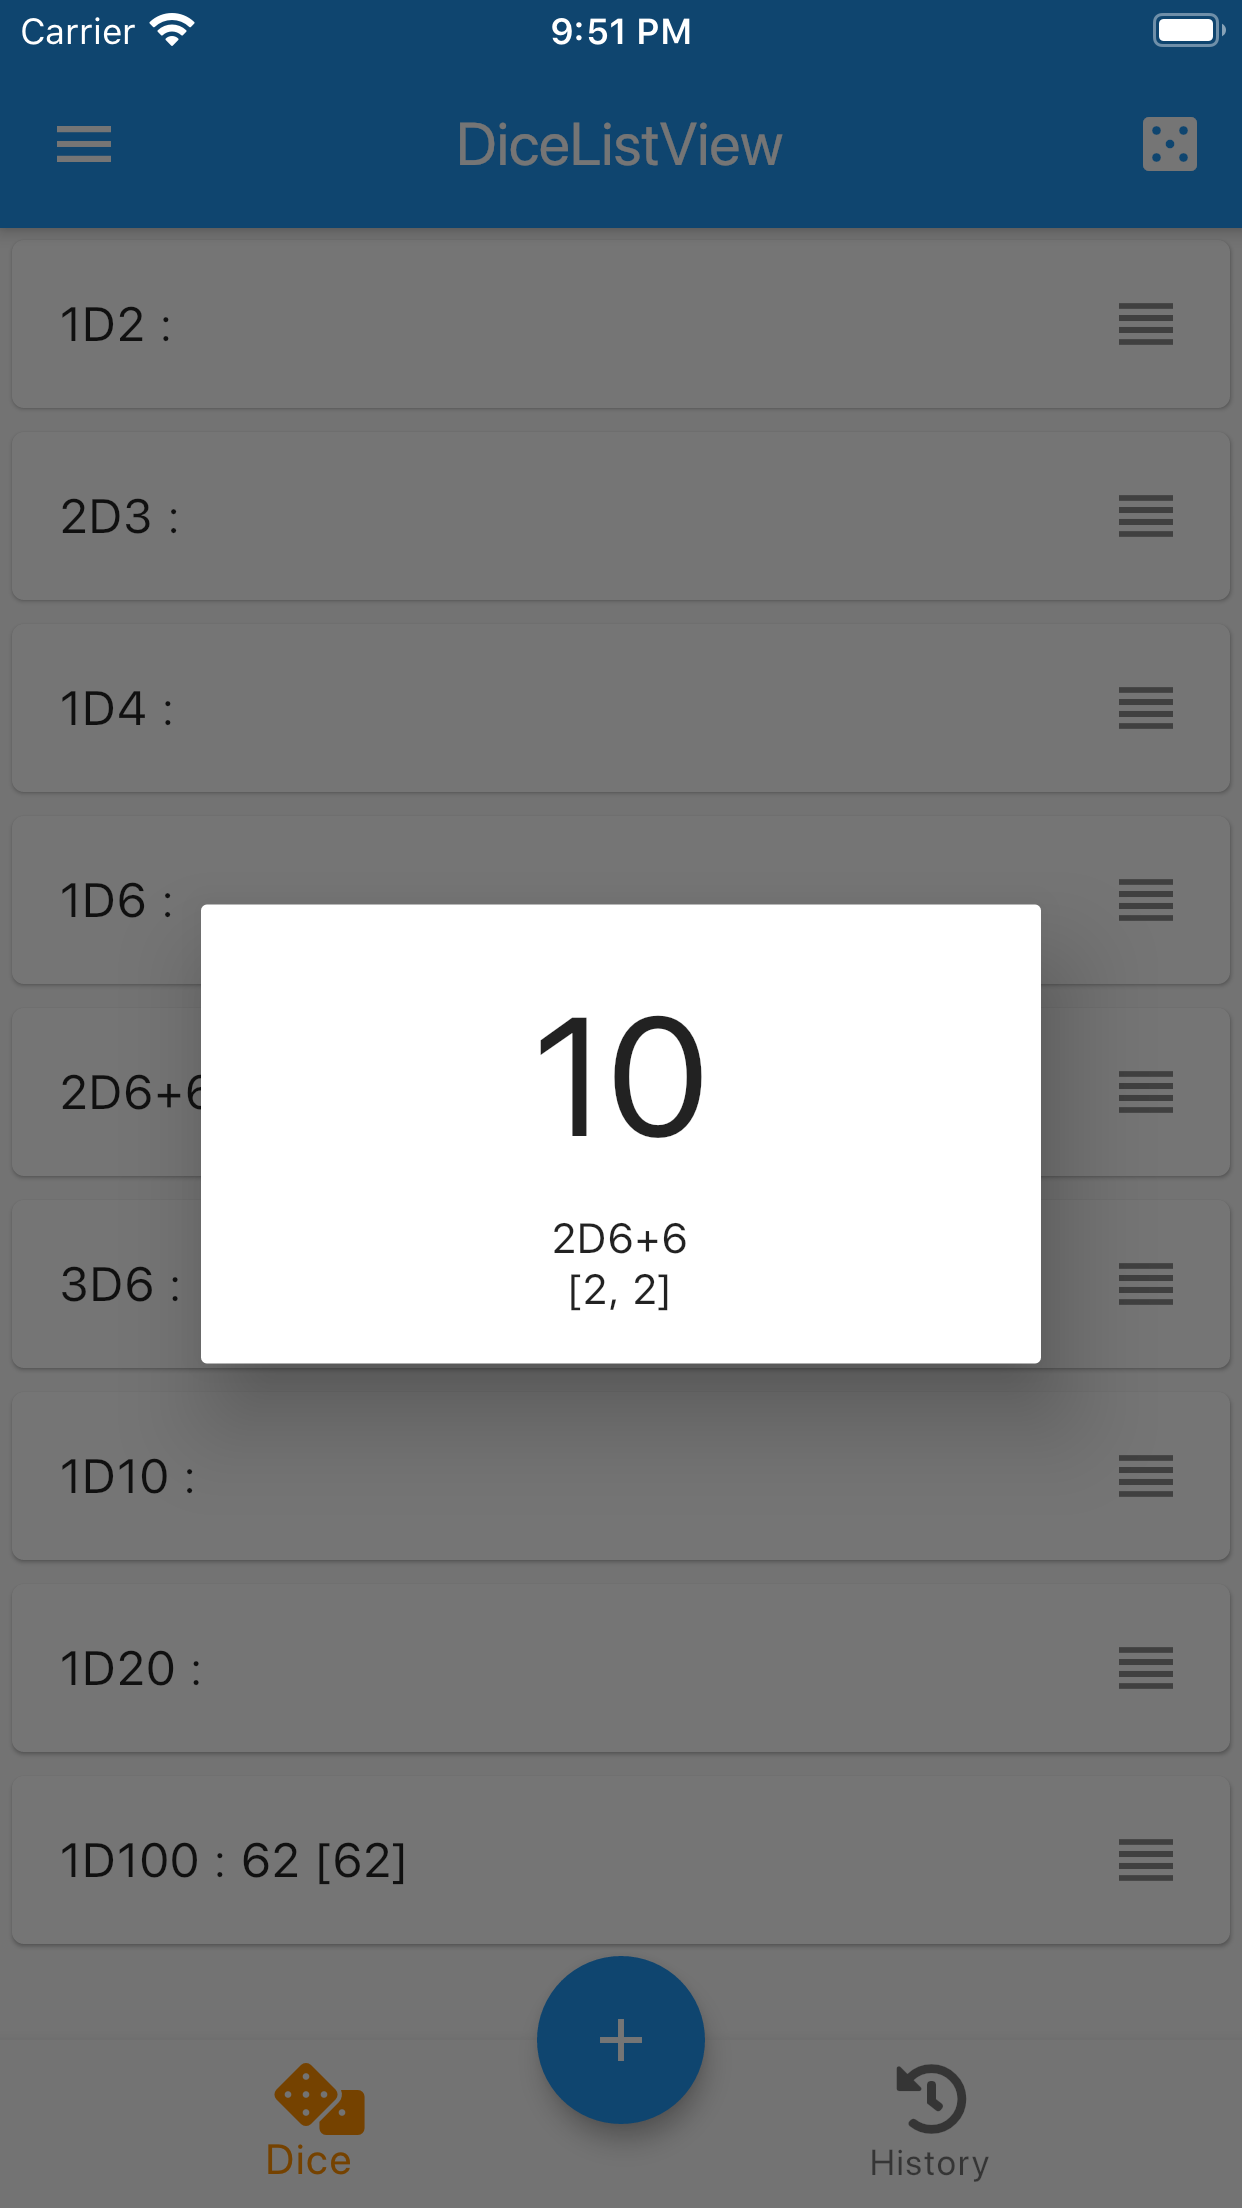 Carrier 9:51 PM
DiceListView
1D2 :
2D3 :
1D4 :
1D6 :
2D6+6
10
2D6+6
[2, 2]
3D6 :
1D10 :
1D20 :
1D100 : 62 [62]
+
Dice
History